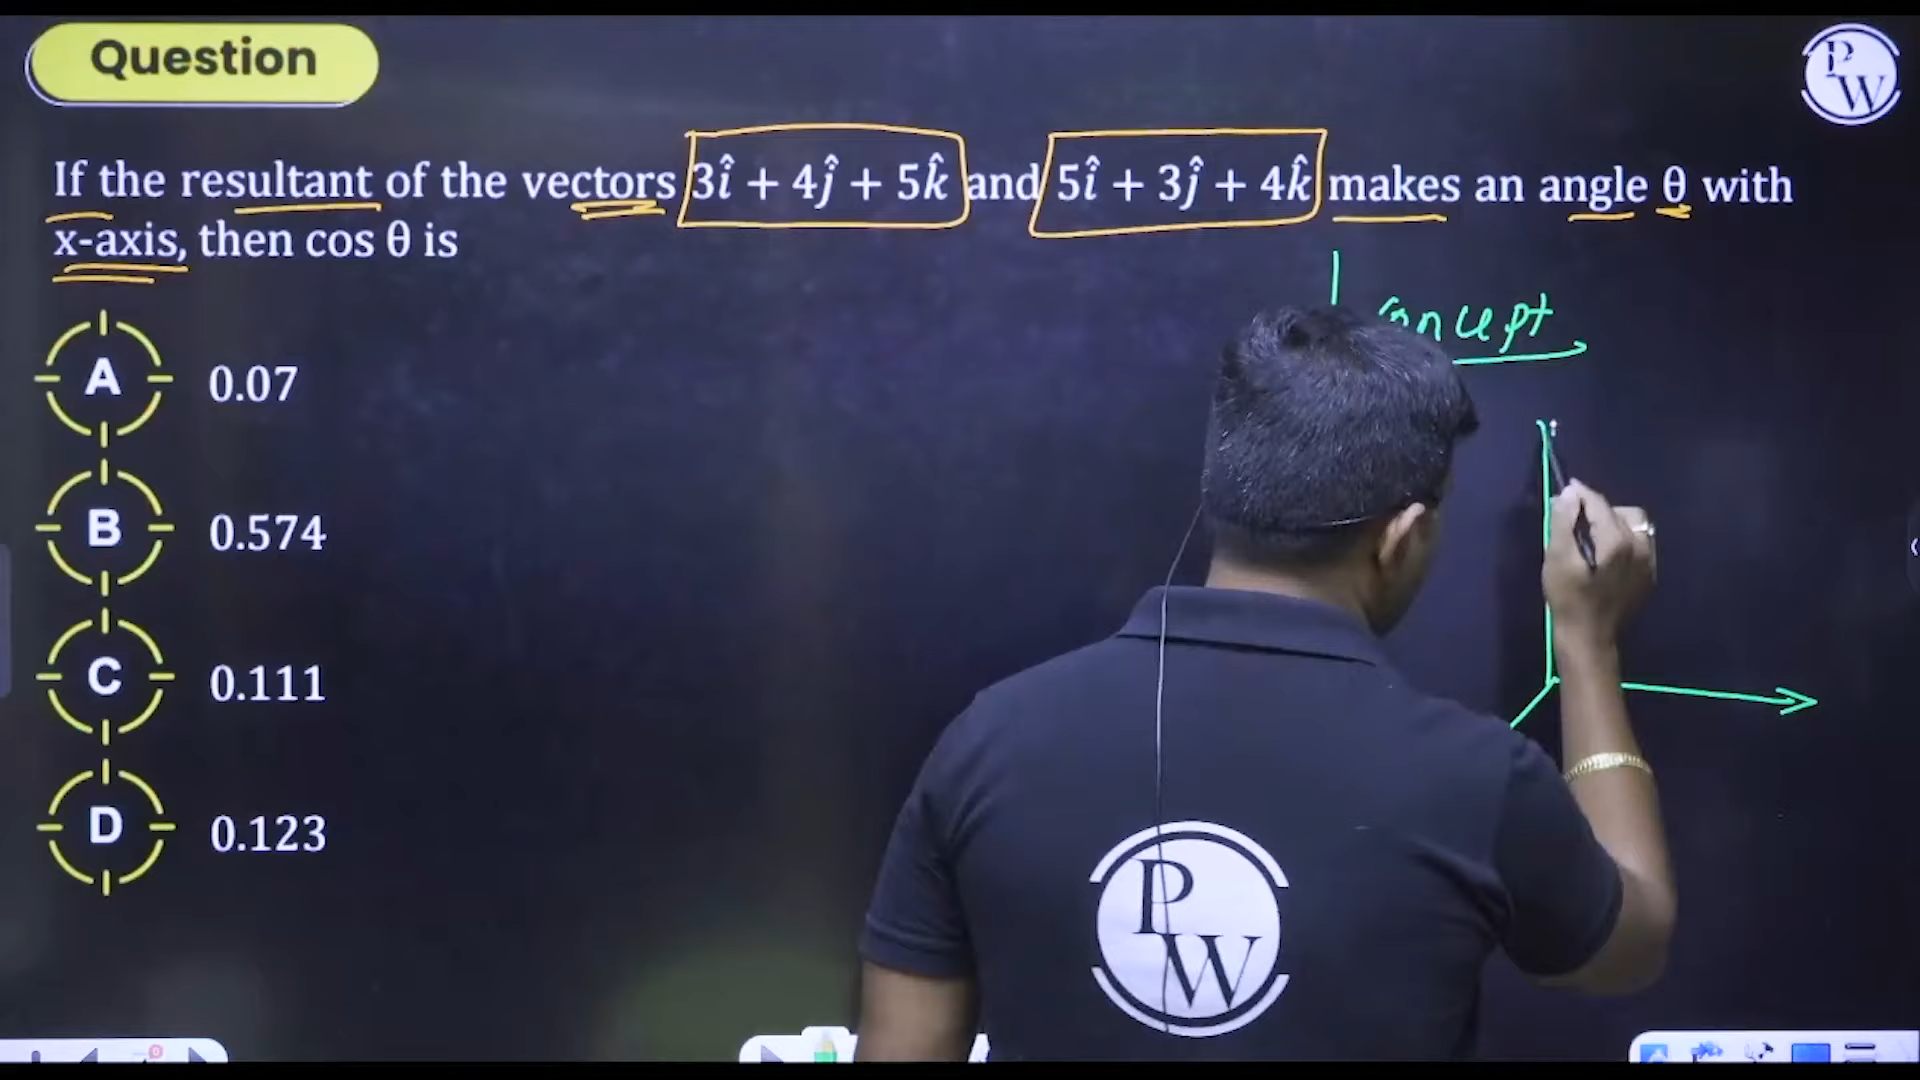 Question
PW
If the resultant of the vectors 3î + 4ĵ + 5k̂ and 5î + 3ĵ + 4k̂ makes an angle θ with
x-axis, then cos θ is
A 0.07
B 0.574
C 0.111
D 0.123
PW